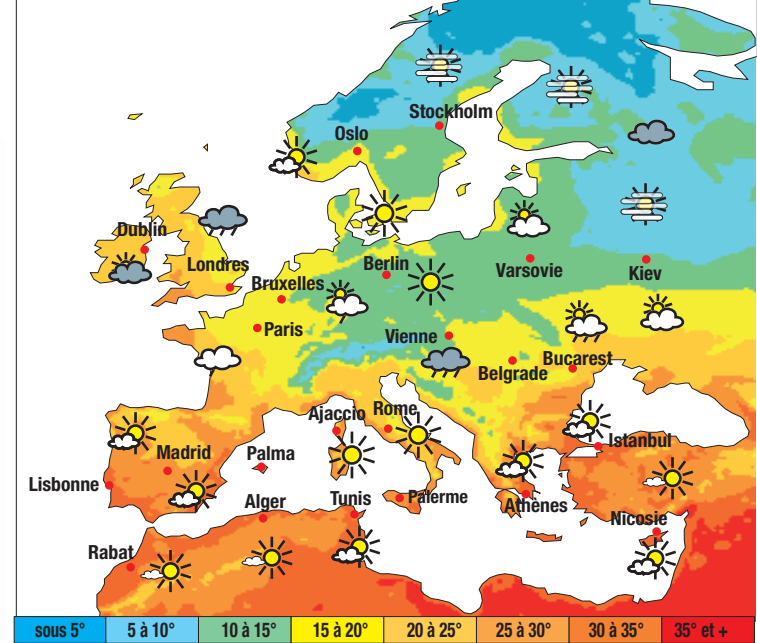 Stockholm
Oslo
Dublin
Londres
Bruxelles
Berlin
Varsovie
Kiev
Paris
Vienne
Belgrade
Bucarest
Ajaccio
Rome
Madrid
Palma
Istanbul
Lisbonne
Alger
Tunis
Palerme
Athènes
Nicosie
Rabat
sous 5° 5 à 10° 10 à 15° 15 à 20° 20 à 25° 25 à 30° 30 à 35° 35° et +